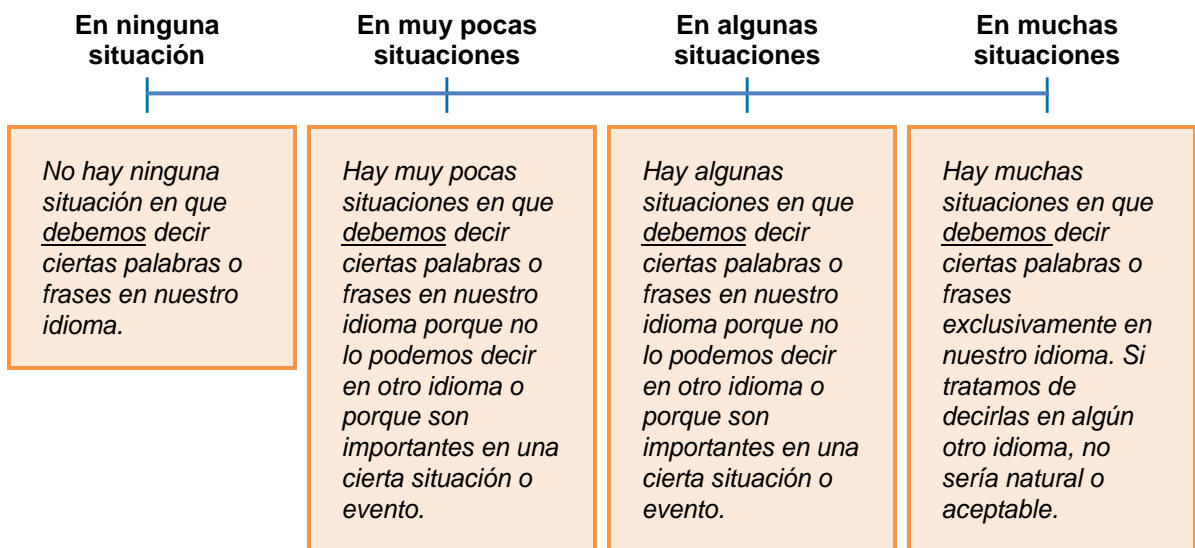 En ninguna
situación
En muy pocas
situaciones
En algunas
situaciones
En muchas
situaciones
No hay ninguna
situación en que
debemos decir
ciertas palabras o
frases en nuestro
idioma.
Hay muy pocas
situaciones en que
debemos decir
ciertas palabras o
frases en nuestro
idioma porque no
lo podemos decir
en otro idioma o
porque son
importantes en una
cierta situación o
evento.
Hay algunas
situaciones en que
debemos decir
ciertas palabras o
frases en nuestro
idioma porque no
lo podemos decir
en otro idioma o
porque son
importantes en una
cierta situación o
evento.
Hay muchas
situaciones en que
debemos decir
ciertas palabras o
frases
exclusivamente en
nuestro idioma. Si
tratamos de
decirlas en algún
otro idioma, no
sería natural o
aceptable.